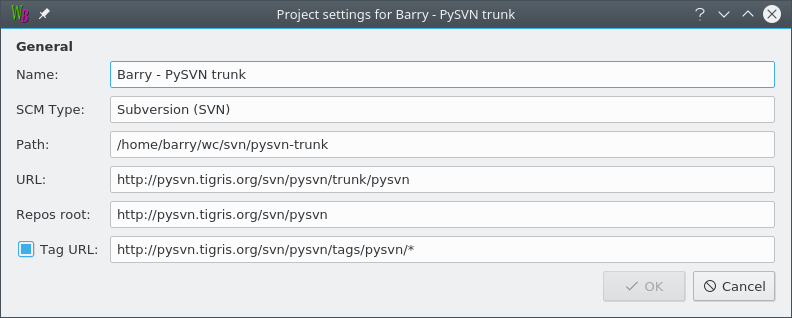 WB Project settings for Barry - PySVN trunk ?
General
Name: Barry - PySVN trunk
SCM Type: Subversion (SVN)
Path: /home/barry/wc/svn/pysvn-trunk
URL: http://pysvn.tigris.org/svn/pysvn/trunk/pysvn
Repos root: http://pysvn.tigris.org/svn/pysvn
Tag URL: http://pysvn.tigris.org/svn/pysvn/tags/pysvn/*
OK Cancel